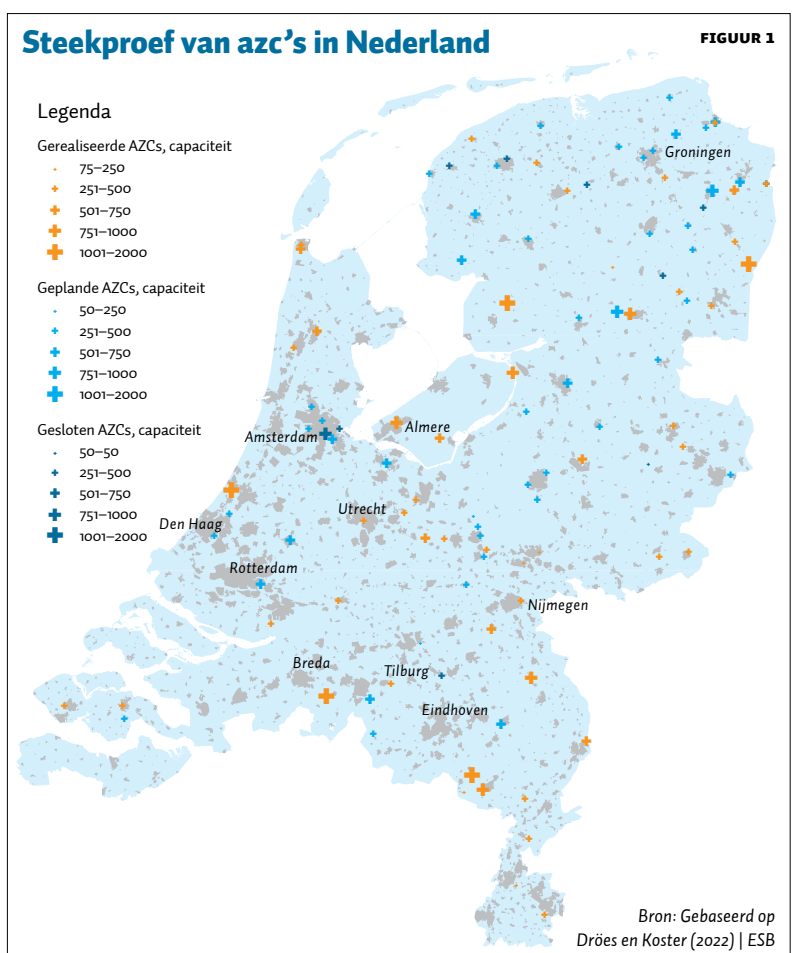 Steekproef van azc's in Nederland
FIGUUR 1
Legenda
Gerealiseerde AZCs, capaciteit
75–250
251–500
501–750
751–1000
1001–2000
Geplande AZCs, capaciteit
50–250
251–500
501–750
751–1000
1001–2000
Gesloten AZCs, capaciteit
50–50
251–500
501–750
751–1000
1001–2000
Groningen
Almere
Amsterdam
Utrecht
Den Haag
Rotterdam
Nijmegen
Breda
Tilburg
Eindhoven
Bron: Gebaseerd op
Dröes en Koster (2022) | ESB